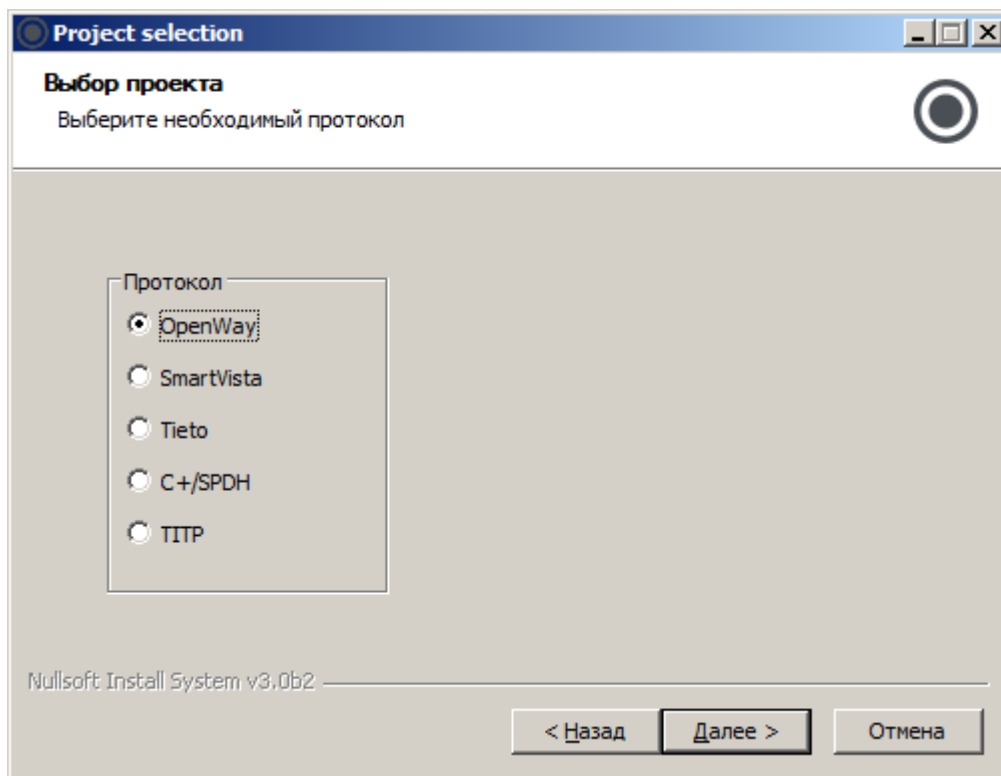 Project selection
Выбор проекта
Выберите необходимый протокол
Протокол
OpenWay
SmartVista
Tieto
C+/SPDH
TITP
Nullsoft Install System v3.0b2
< Назад
Далее >
Отмена